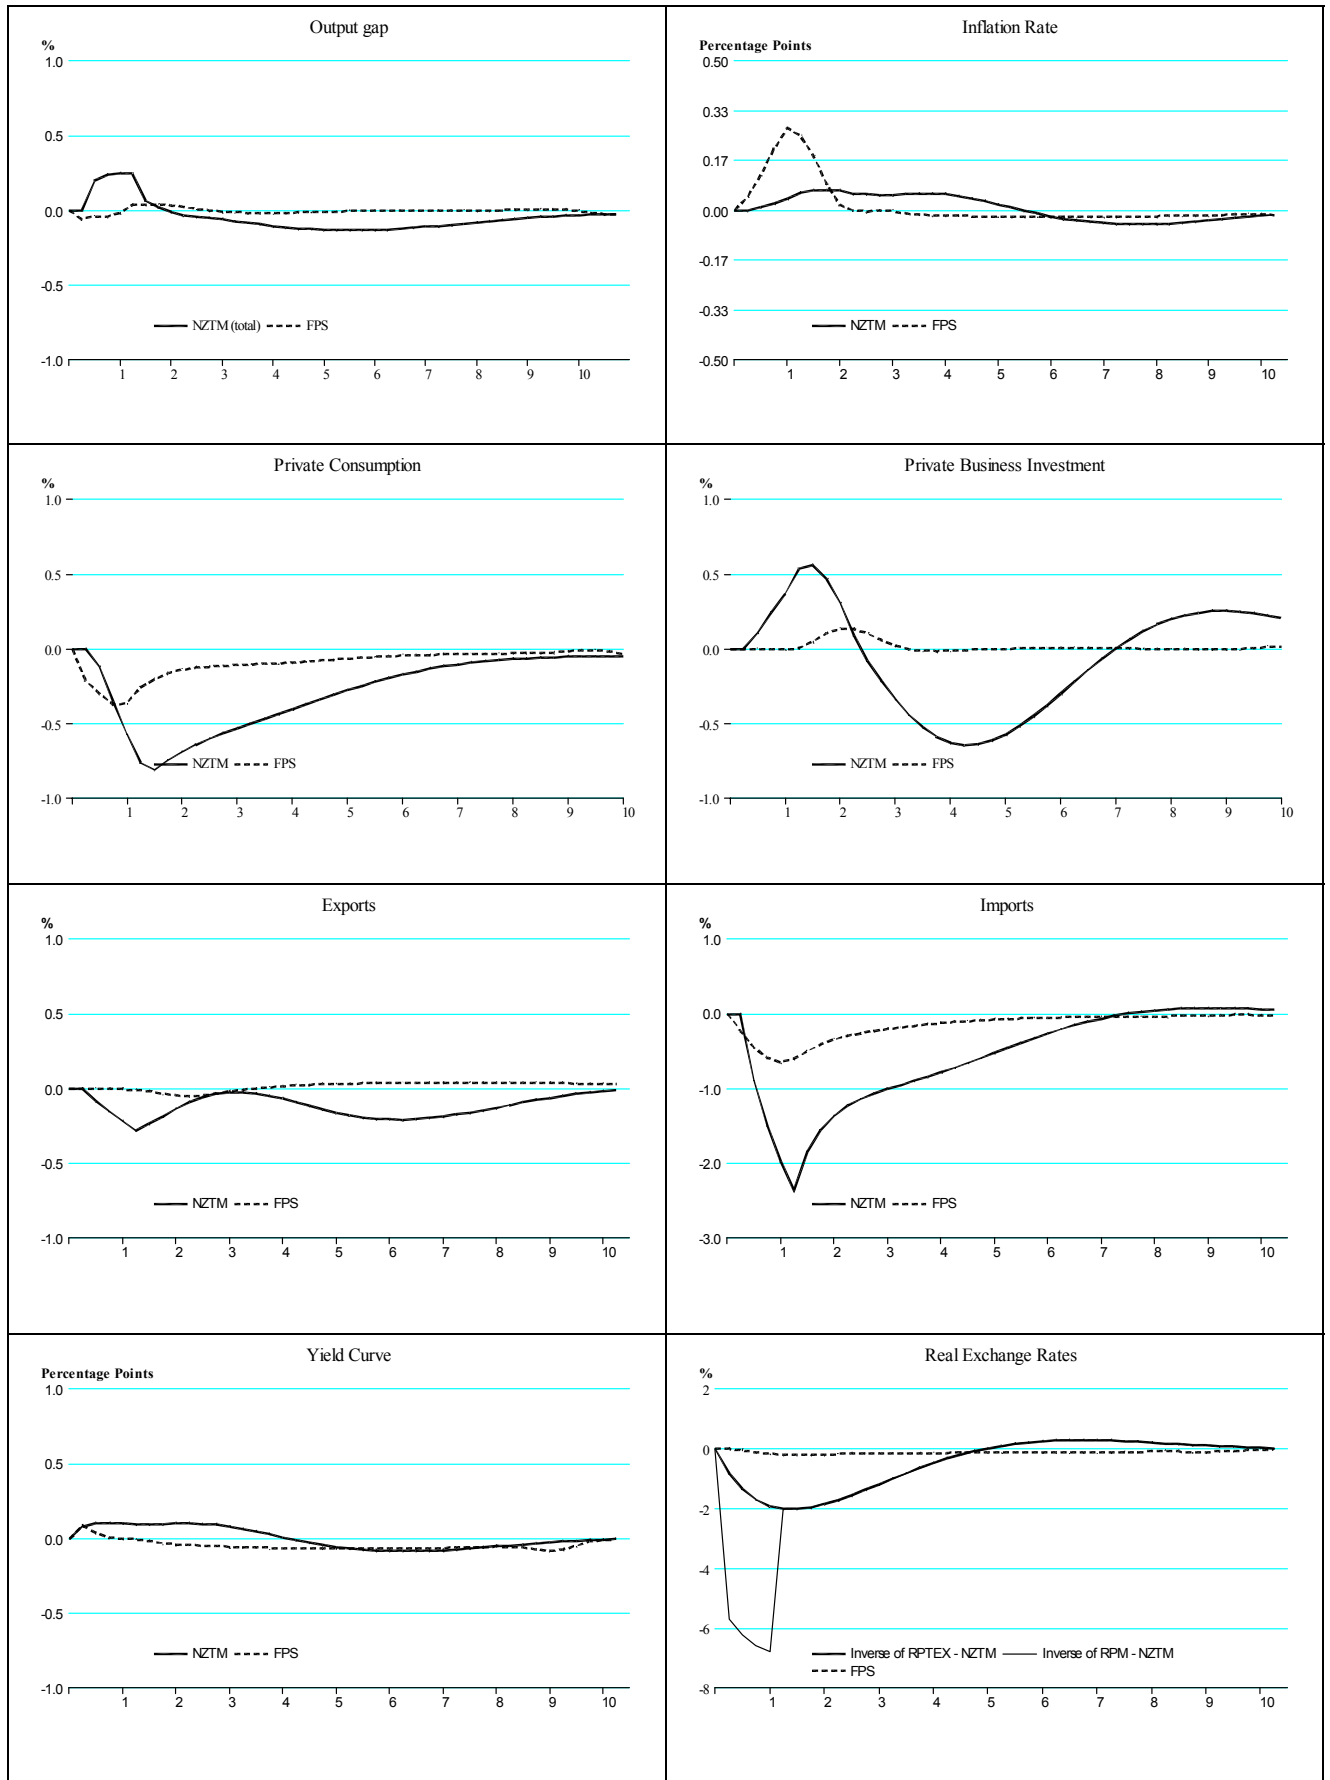 Output gap
%
1.0
0.5
0.0
-0.5
NZTM (total) FPS
-1.0
1 2 3 4 5 6 7 8 9 10
Inflation Rate
Percentage Points
0.50
0.33
0.17
0.00
-0.17
-0.33
NZTM FPS
-0.50
1 2 3 4 5 6 7 8 9 10
Private Consumption
%
1.0
0.5
0.0
-0.5
NZTM FPS
-1.0
1 2 3 4 5 6 7 8 9 10
Private Business Investment
%
1.0
0.5
0.0
-0.5
NZTM FPS
-1.0
1 2 3 4 5 6 7 8 9 10
Exports
%
1.0
0.5
0.0
-0.5
NZTM FPS
-1.0
1 2 3 4 5 6 7 8 9 10
Imports
%
1.0
0.0
-1.0
-2.0
NZTM FPS
-3.0
1 2 3 4 5 6 7 8 9 10
Yield Curve
Percentage Points
1.0
0.5
0.0
-0.5
NZTM FPS
-1.0
1 2 3 4 5 6 7 8 9 10
Real Exchange Rates
%
2
0
-2
-4
-6
Inverse of RPTEX - NZTM Inverse of RPM - NZTM
FPS
-8
1 2 3 4 5 6 7 8 9 10